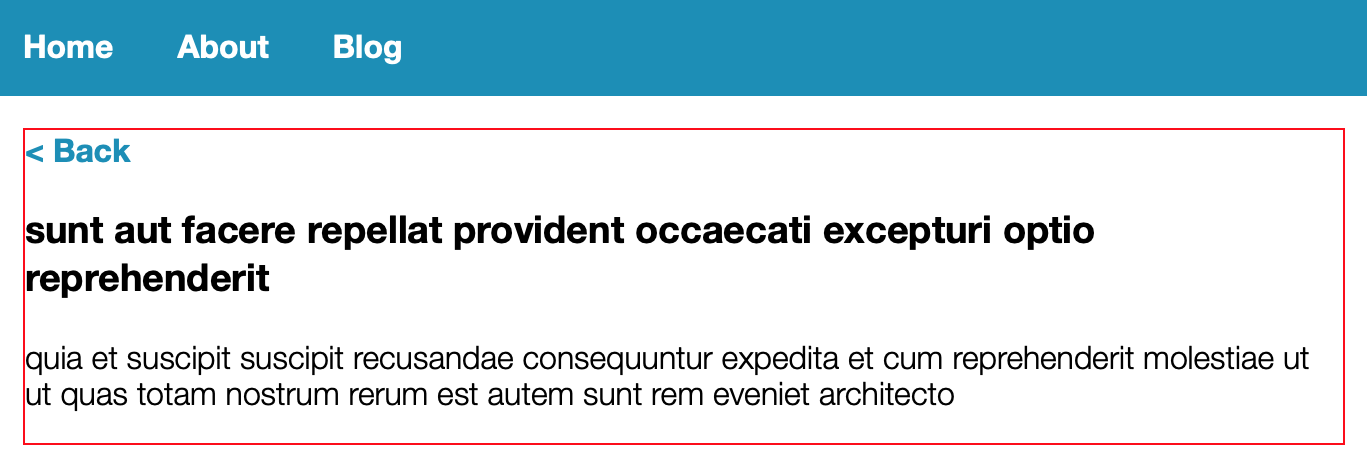 Home About Blog
< Back
sunt aut facere repellat provident occaecati excepturi optio
reprehenderit
quia et suscipit suscipit recusandae consequuntur expedita et cum reprehenderit molestiae ut
ut quas totam nostrum rerum est autem sunt rem eveniet architecto